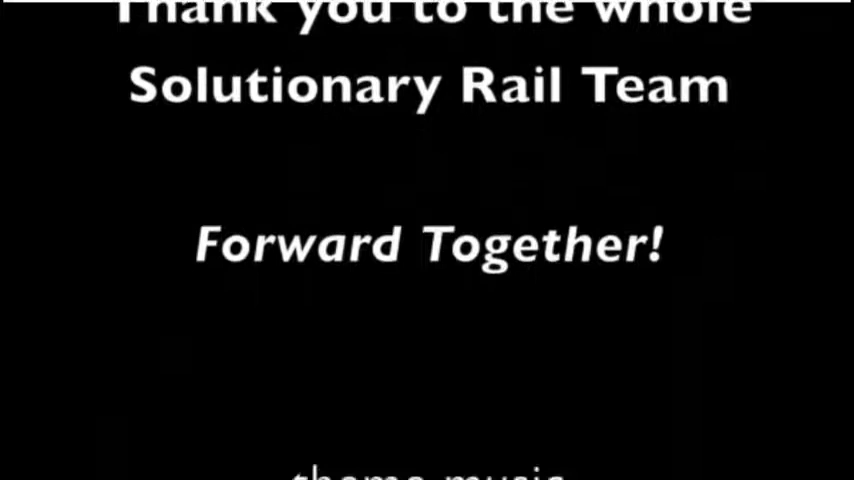 Thank you to the whole
Solutionary Rail Team
Forward Together!
theme music